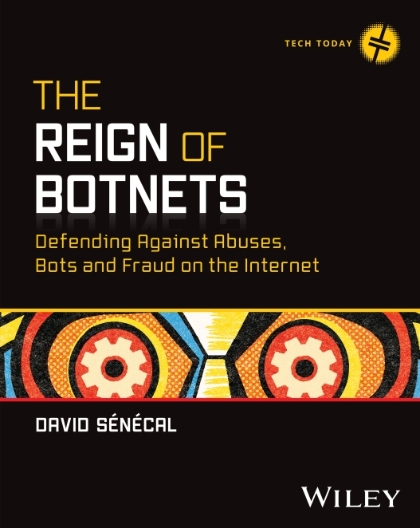 TECH TODAY
THE
REIGN OF
BOTNETS
Defending Against Abuses,
Bots and Fraud on the Internet
DAVID SÉNÉCAL
WILEY